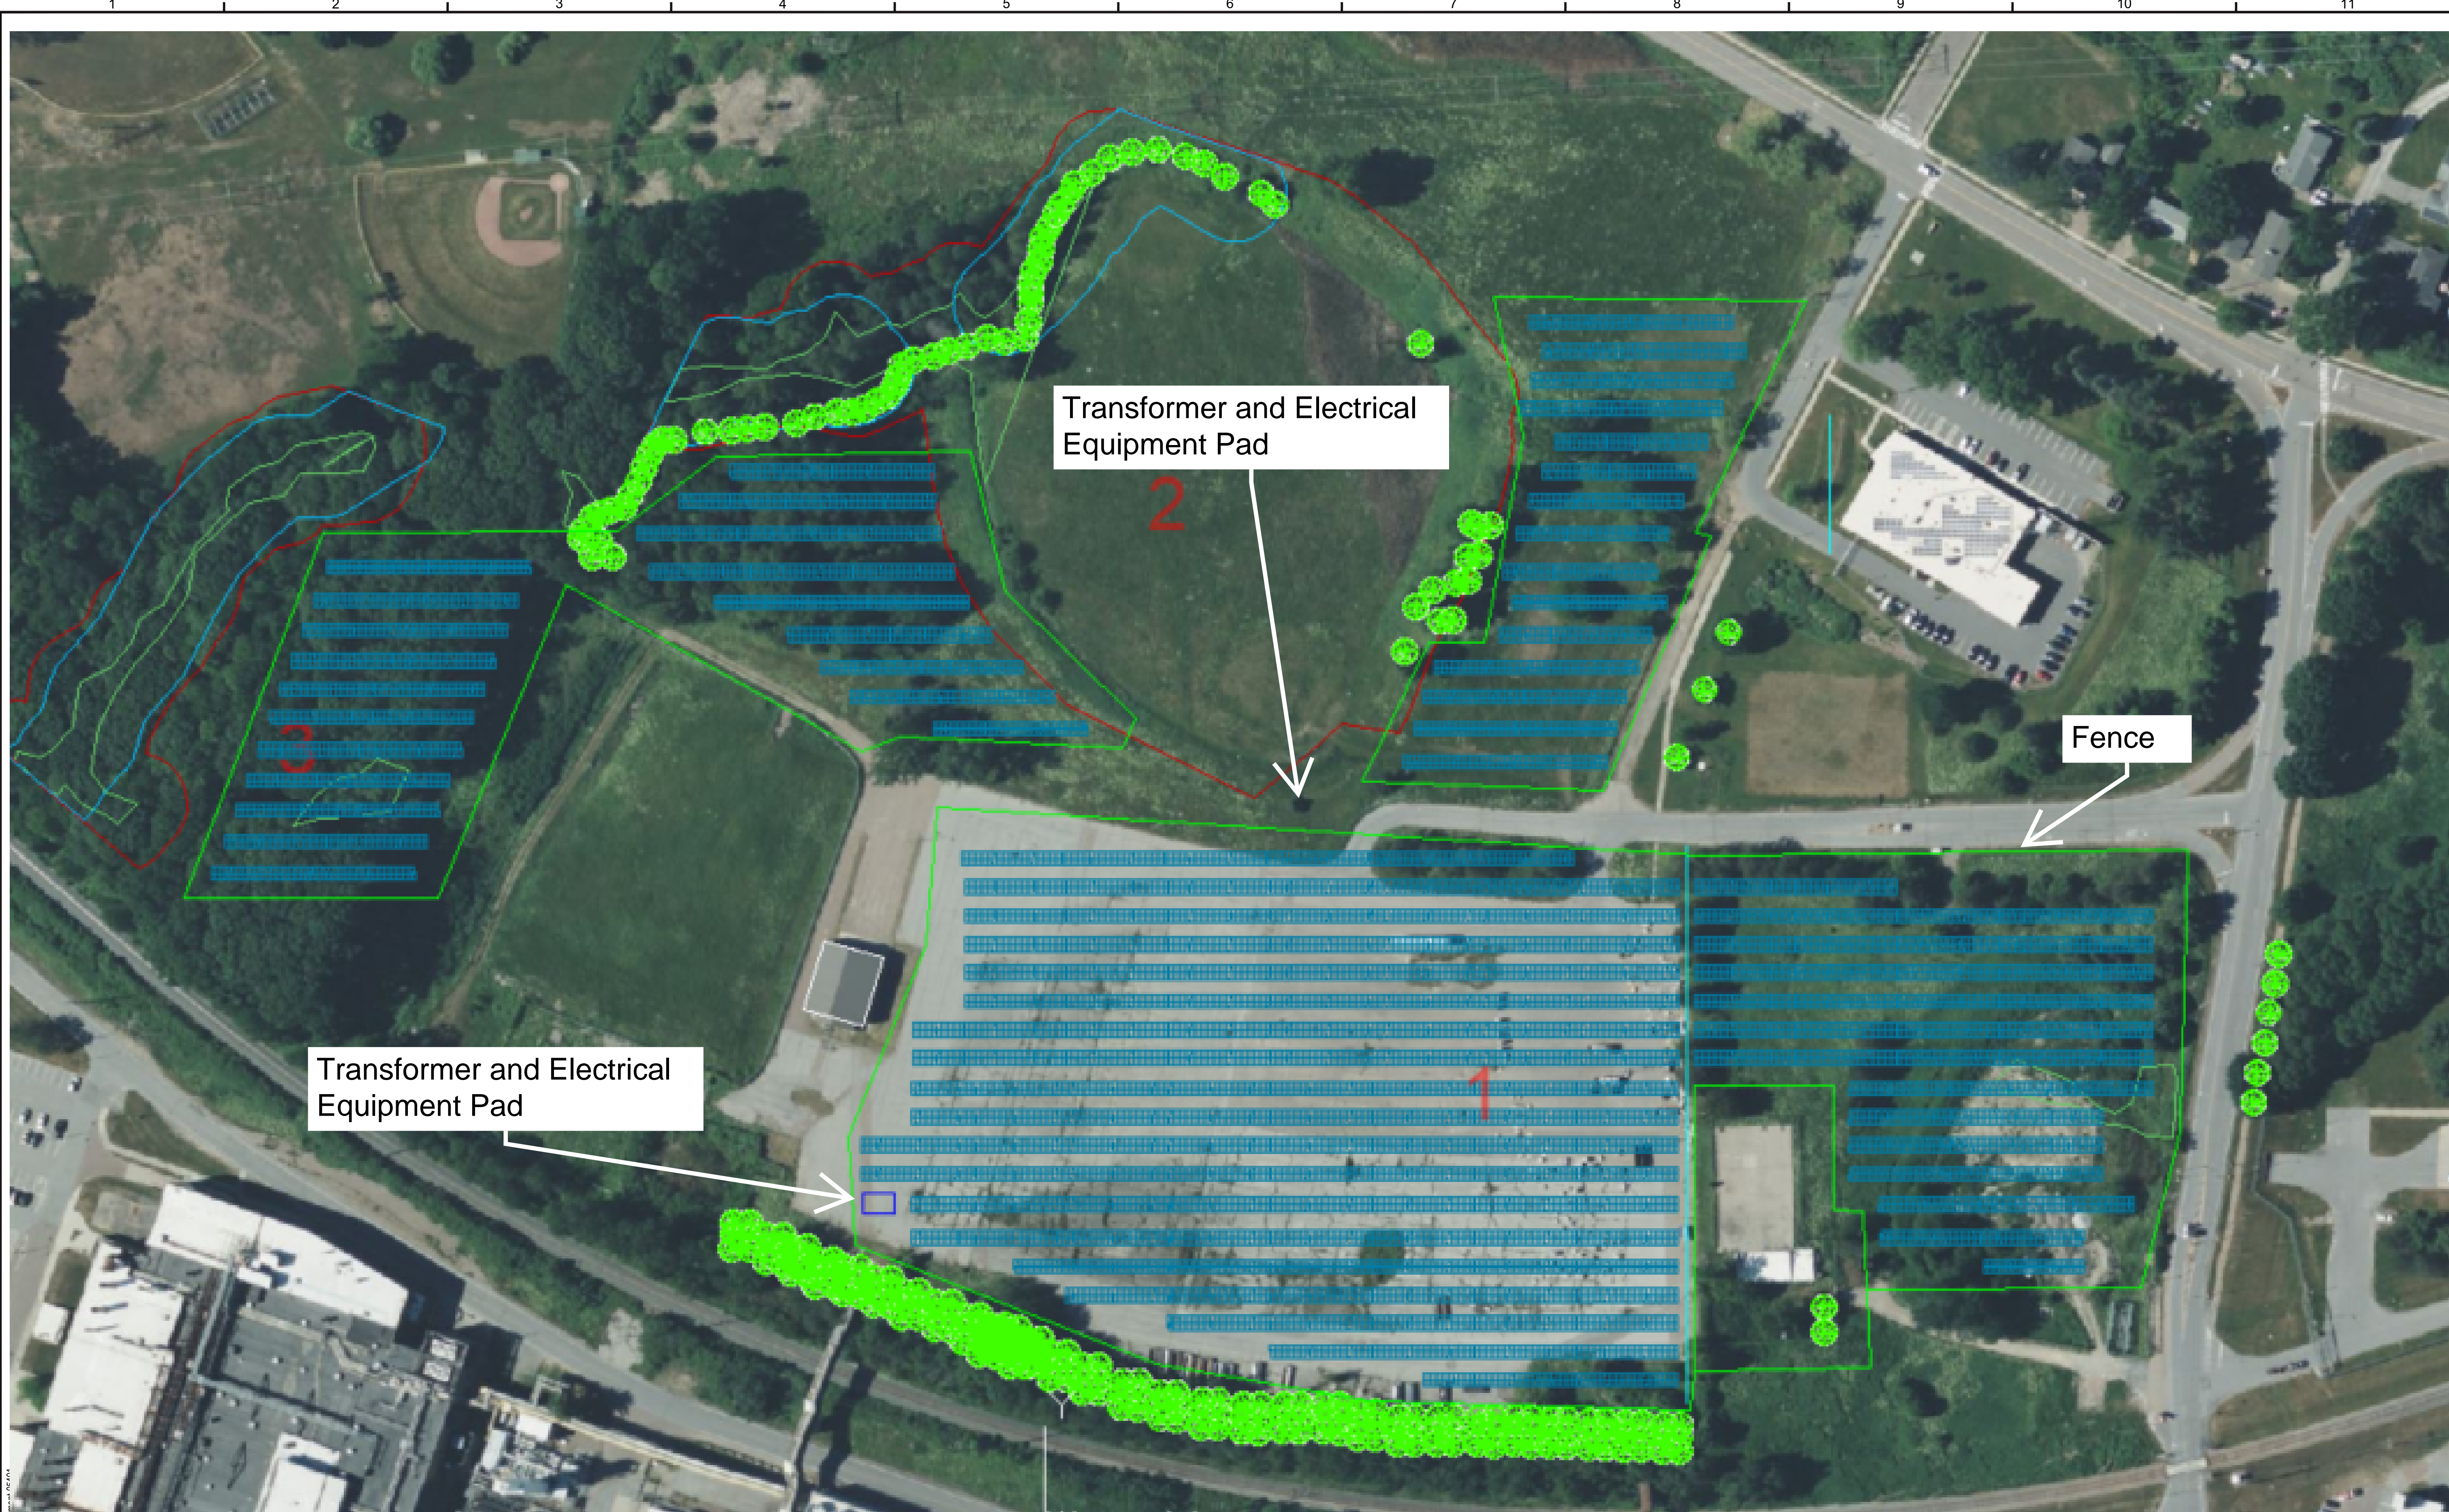 1 2 3 4 5 6 7 8 9 10 11
Transformer and Electrical
Equipment Pad
2
Fence
3
Transformer and Electrical
Equipment Pad
1